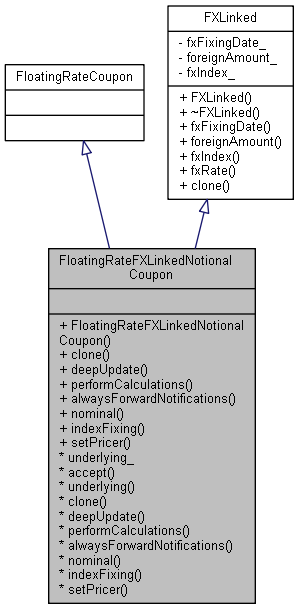 FXLinked
- fxFixingDate_
- foreignAmount_
- fxIndex_
+ FXLinked()
+ ~FXLinked()
+ fxFixingDate()
+ foreignAmount()
+ fxIndex()
+ fxRate()
+ clone()
FloatingRateCoupon
FloatingRateFXLinkedNotional
Coupon
+ FloatingRateFXLinkedNotional
Coupon()
+ clone()
+ deepUpdate()
+ performCalculations()
+ alwaysForwardNotifications()
+ nominal()
+ indexFixing()
+ setPricer()
* underlying_
* accept()
* underlying()
* clone()
* deepUpdate()
* performCalculations()
* alwaysForwardNotifications()
* nominal()
* indexFixing()
* setPricer()